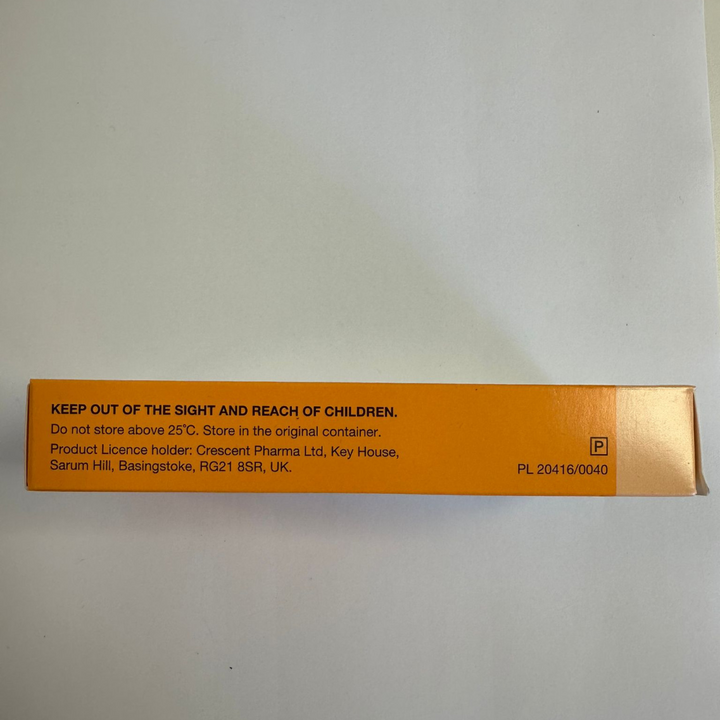 KEEP OUT OF THE SIGHT AND REACH OF CHILDREN.
Do not store above 25°C. Store in the original container.
Product Licence holder: Crescent Pharma Ltd, Key House,
Sarum Hill, Basingstoke, RG21 8SR, UK.
P
PL 20416/0040